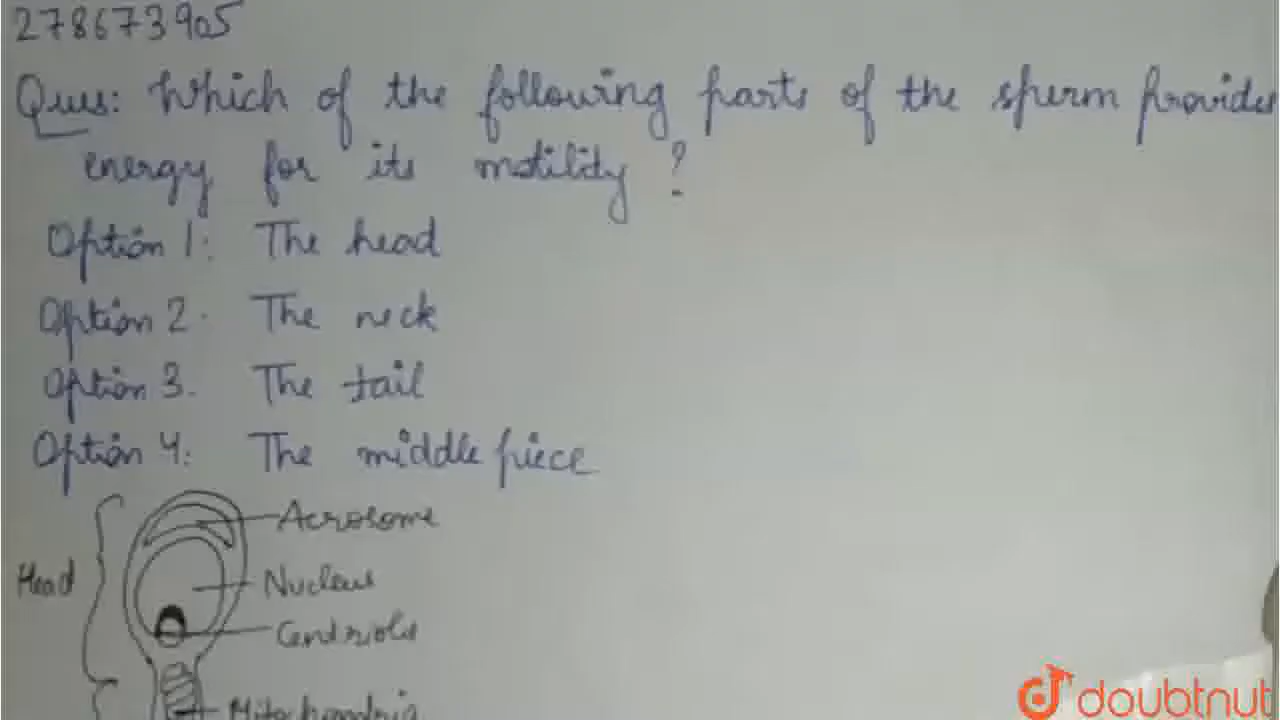 278673905
Ques: Which of the following parts of the sperm provides
energy for its motility ?
Option 1: The head
Option 2. The neck
Option 3. The tail
Option 4: The middle piece
Acrosome
Head
Nucleus
Centriole
Mitochondria
doubtnut